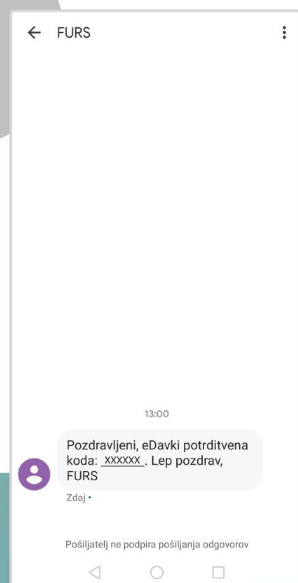 FURS
13:00
Pozdravljeni, eDavki potrditvena
koda: XXXXXX . Lep pozdrav,
FURS
Zdaj •
Pošiljatelj ne podpira pošiljanja odgovorov